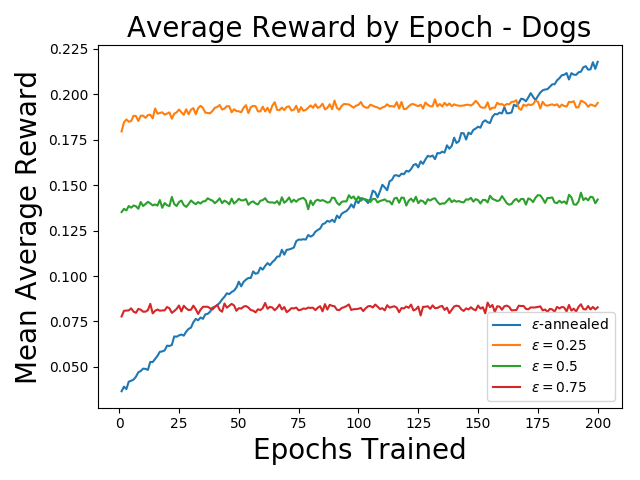 Average Reward by Epoch - Dogs
Mean Average Reward
0.225
0.200
0.175
0.150
0.125
0.100
0.075
0.050
0 25 50 75 100 125 150 175 200
Epochs Trained
ε-annealed
ε = 0.25
ε = 0.5
ε = 0.75